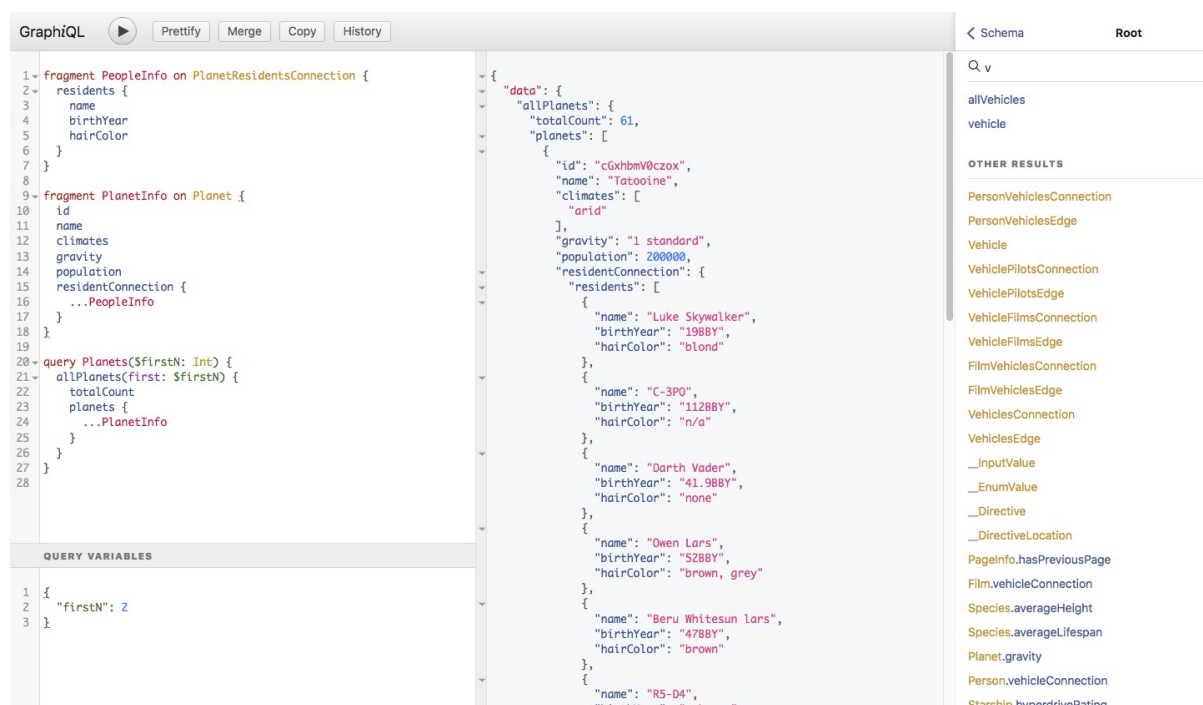 GraphiQL
Prettify
Merge
Copy
History
1 fragment PeopleInfo on PlanetResidentsConnection {
2 residents {
3 name
4 birthYear
5 hairColor
6 }
7 }
8
9 fragment PlanetInfo on Planet {
10 id
11 name
12 climates
13 gravity
14 population
15 residentConnection {
16 ...PeopleInfo
17 }
18 }
19
20 query Planets($firstN: Int) {
21 allPlanets(first: $firstN) {
22 totalCount
23 planets {
24 ...PlanetInfo
25 }
26 }
27 }
28
QUERY VARIABLES
1 {
2 "firstN": 2
3 }
{
"data": {
"allPlanets": {
"totalCount": 61,
"planets": [
{
"id": "cGxhbmV0czox",
"name": "Tatooine",
"climates": [
"arid"
],
"gravity": "1 standard",
"population": 200000,
"residentConnection": {
"residents": [
{
"name": "Luke Skywalker",
"birthYear": "19BBY",
"hairColor": "blond"
},
{
"name": "C-3PO",
"birthYear": "112BBY",
"hairColor": "n/a"
},
{
"name": "Darth Vader",
"birthYear": "41.9BBY",
"hairColor": "none"
},
{
"name": "Owen Lars",
"birthYear": "52BBY",
"hairColor": "brown, grey"
},
{
"name": "Beru Whitesun lars",
"birthYear": "47BBY",
"hairColor": "brown"
},
{
"name": "R5-D4",
Schema
Root
v
allVehicles
vehicle
OTHER RESULTS
PersonVehiclesConnection
PersonVehiclesEdge
Vehicle
VehiclePilotsConnection
VehiclePilotsEdge
VehicleFilmsConnection
VehicleFilmsEdge
FilmVehiclesConnection
FilmVehiclesEdge
VehiclesConnection
VehiclesEdge
__InputValue
__EnumValue
__Directive
__DirectiveLocation
PageInfo.hasPreviousPage
Film.vehicleConnection
Species.averageHeight
Species.averageLifespan
Planet.gravity
Person.vehicleConnection
Starship.hyperdriveRating